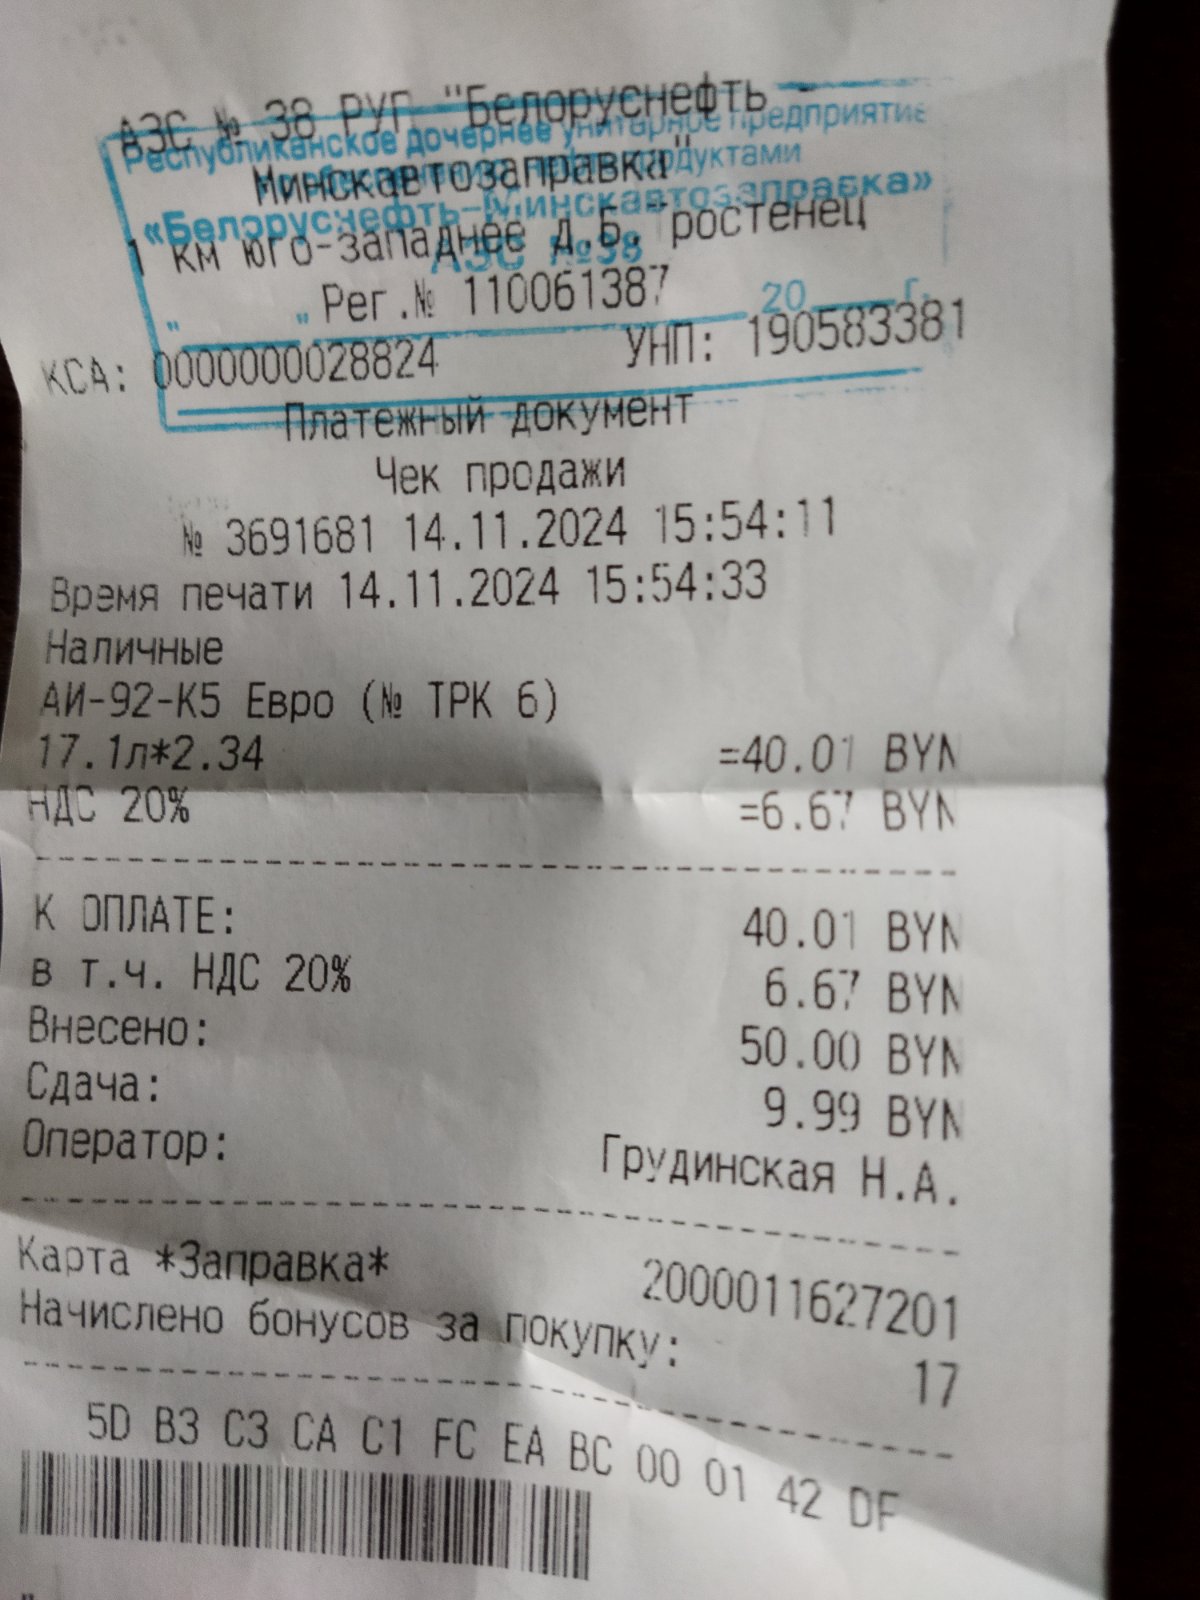 АЗС № 38 РУП "Белоруснефть-
Минскавтозаправка"
1 км юго-западнее д.Б.Тростенец
Рег.№ 110061387
КСА: 0000000028824 УНП: 190583381
Республиканское дочернее унитарное предприятие
продуктами
«Белоруснефть-Минскавтозаправка»
АЗС №38
" " 20 г.
Платежный документ
Чек продажи
№ 3691681 14.11.2024 15:54:11
Время печати 14.11.2024 15:54:33
Наличные
АИ-92-К5 Евро (№ ТРК 6)
17.1л*2.34 =40.01 BYN
НДС 20% =6.67 BYN
К ОПЛАТЕ: 40.01 BYN
в т.ч. НДС 20% 6.67 BYN
Внесено: 50.00 BYN
Сдача: 9.99 BYN
Оператор: Грудинская Н.А.
Карта *Заправка* 2000011627201
Начислено бонусов за покупку: 17
5D B3 C3 CA C1 FC EA BC 00 01 42 DF